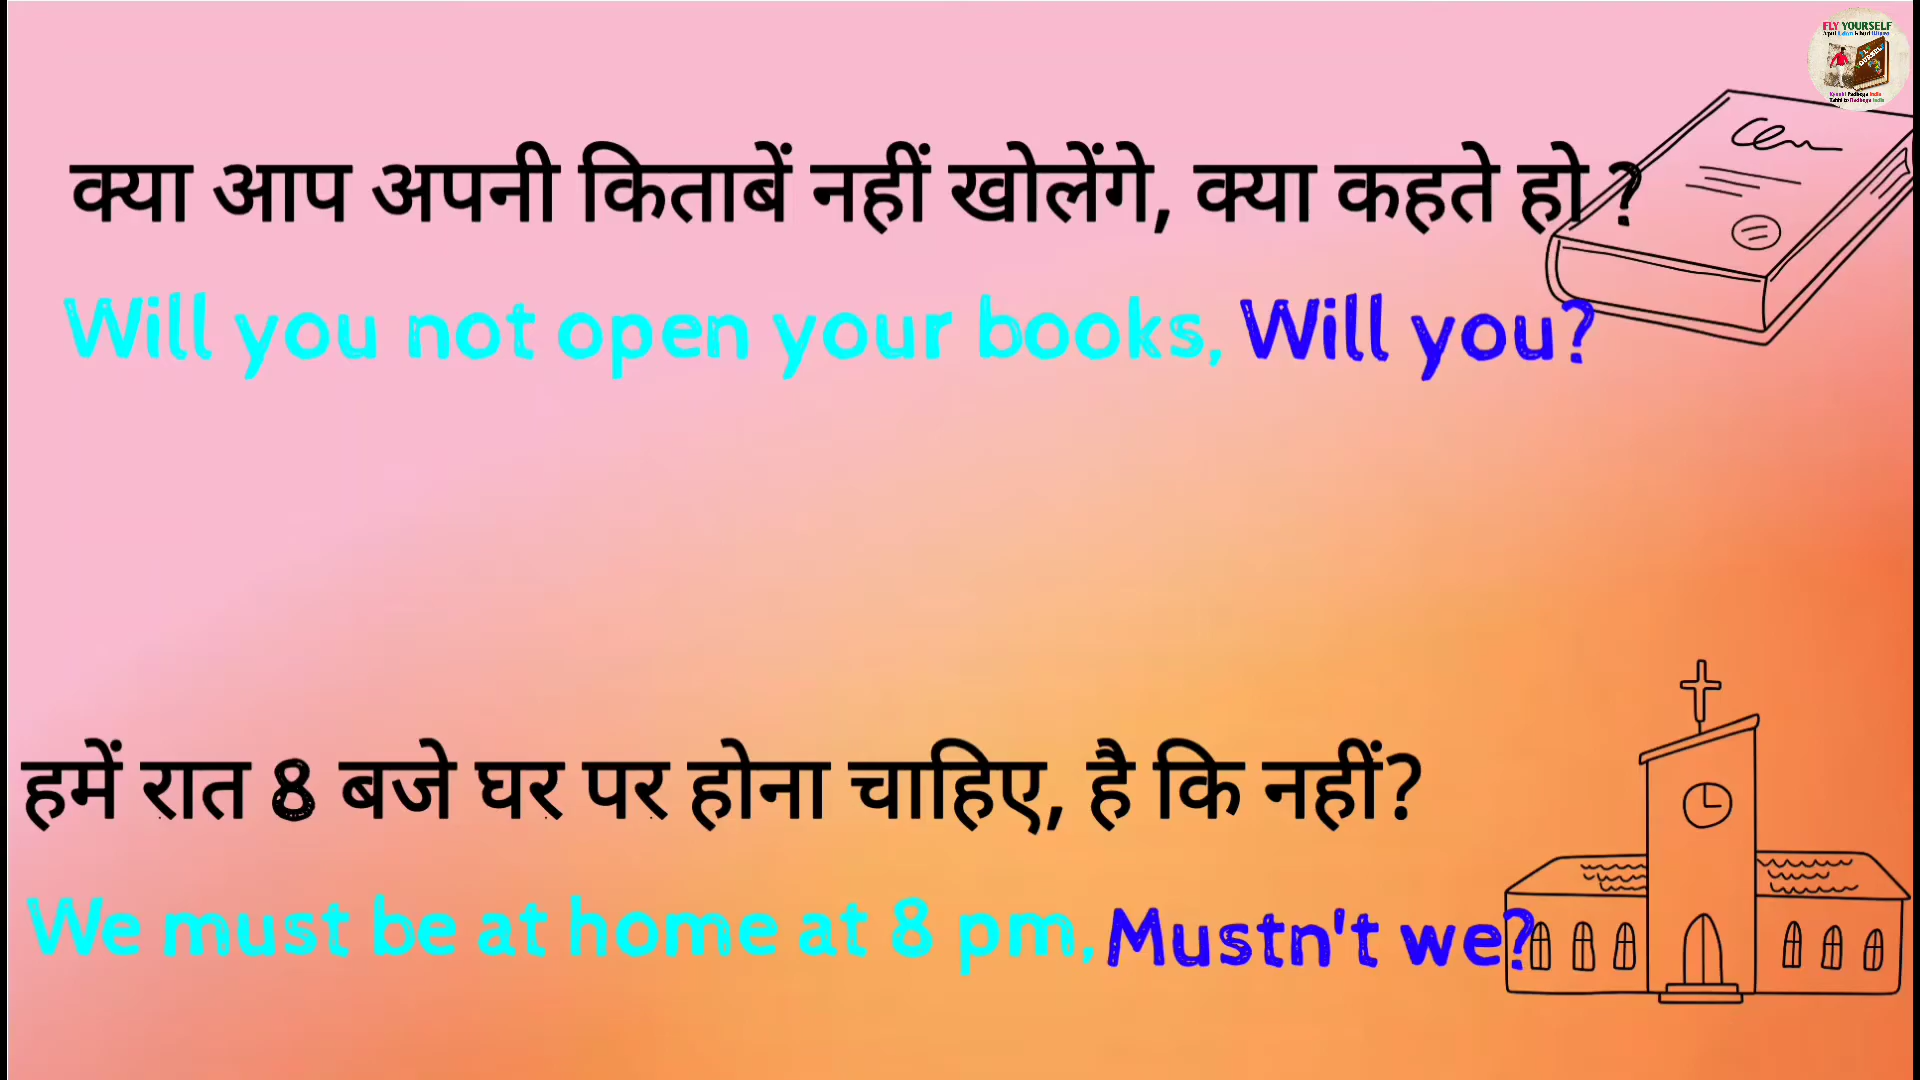 FLY YOURSELF
क्या आप अपनी किताबें नहीं खोलेंगे, क्या कहते हो ?
Will you not open your books, Will you?
हमें रात 8 बजे घर पर होना चाहिए, है कि नहीं?
We must be at home at 8 pm, Mustn't we?